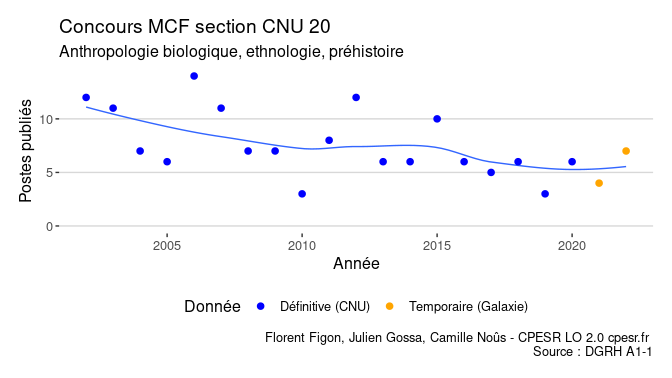 Concours MCF section CNU 20
Anthropologie biologique, ethnologie, préhistoire
Postes publiés
10
5
0
2005 2010 2015 2020
Année
Donnée Définitive (CNU) Temporaire (Galaxie)
Florent Figon, Julien Gossa, Camille Noûs - CPESR LO 2.0 cpesr.fr
Source : DGRH A1-1